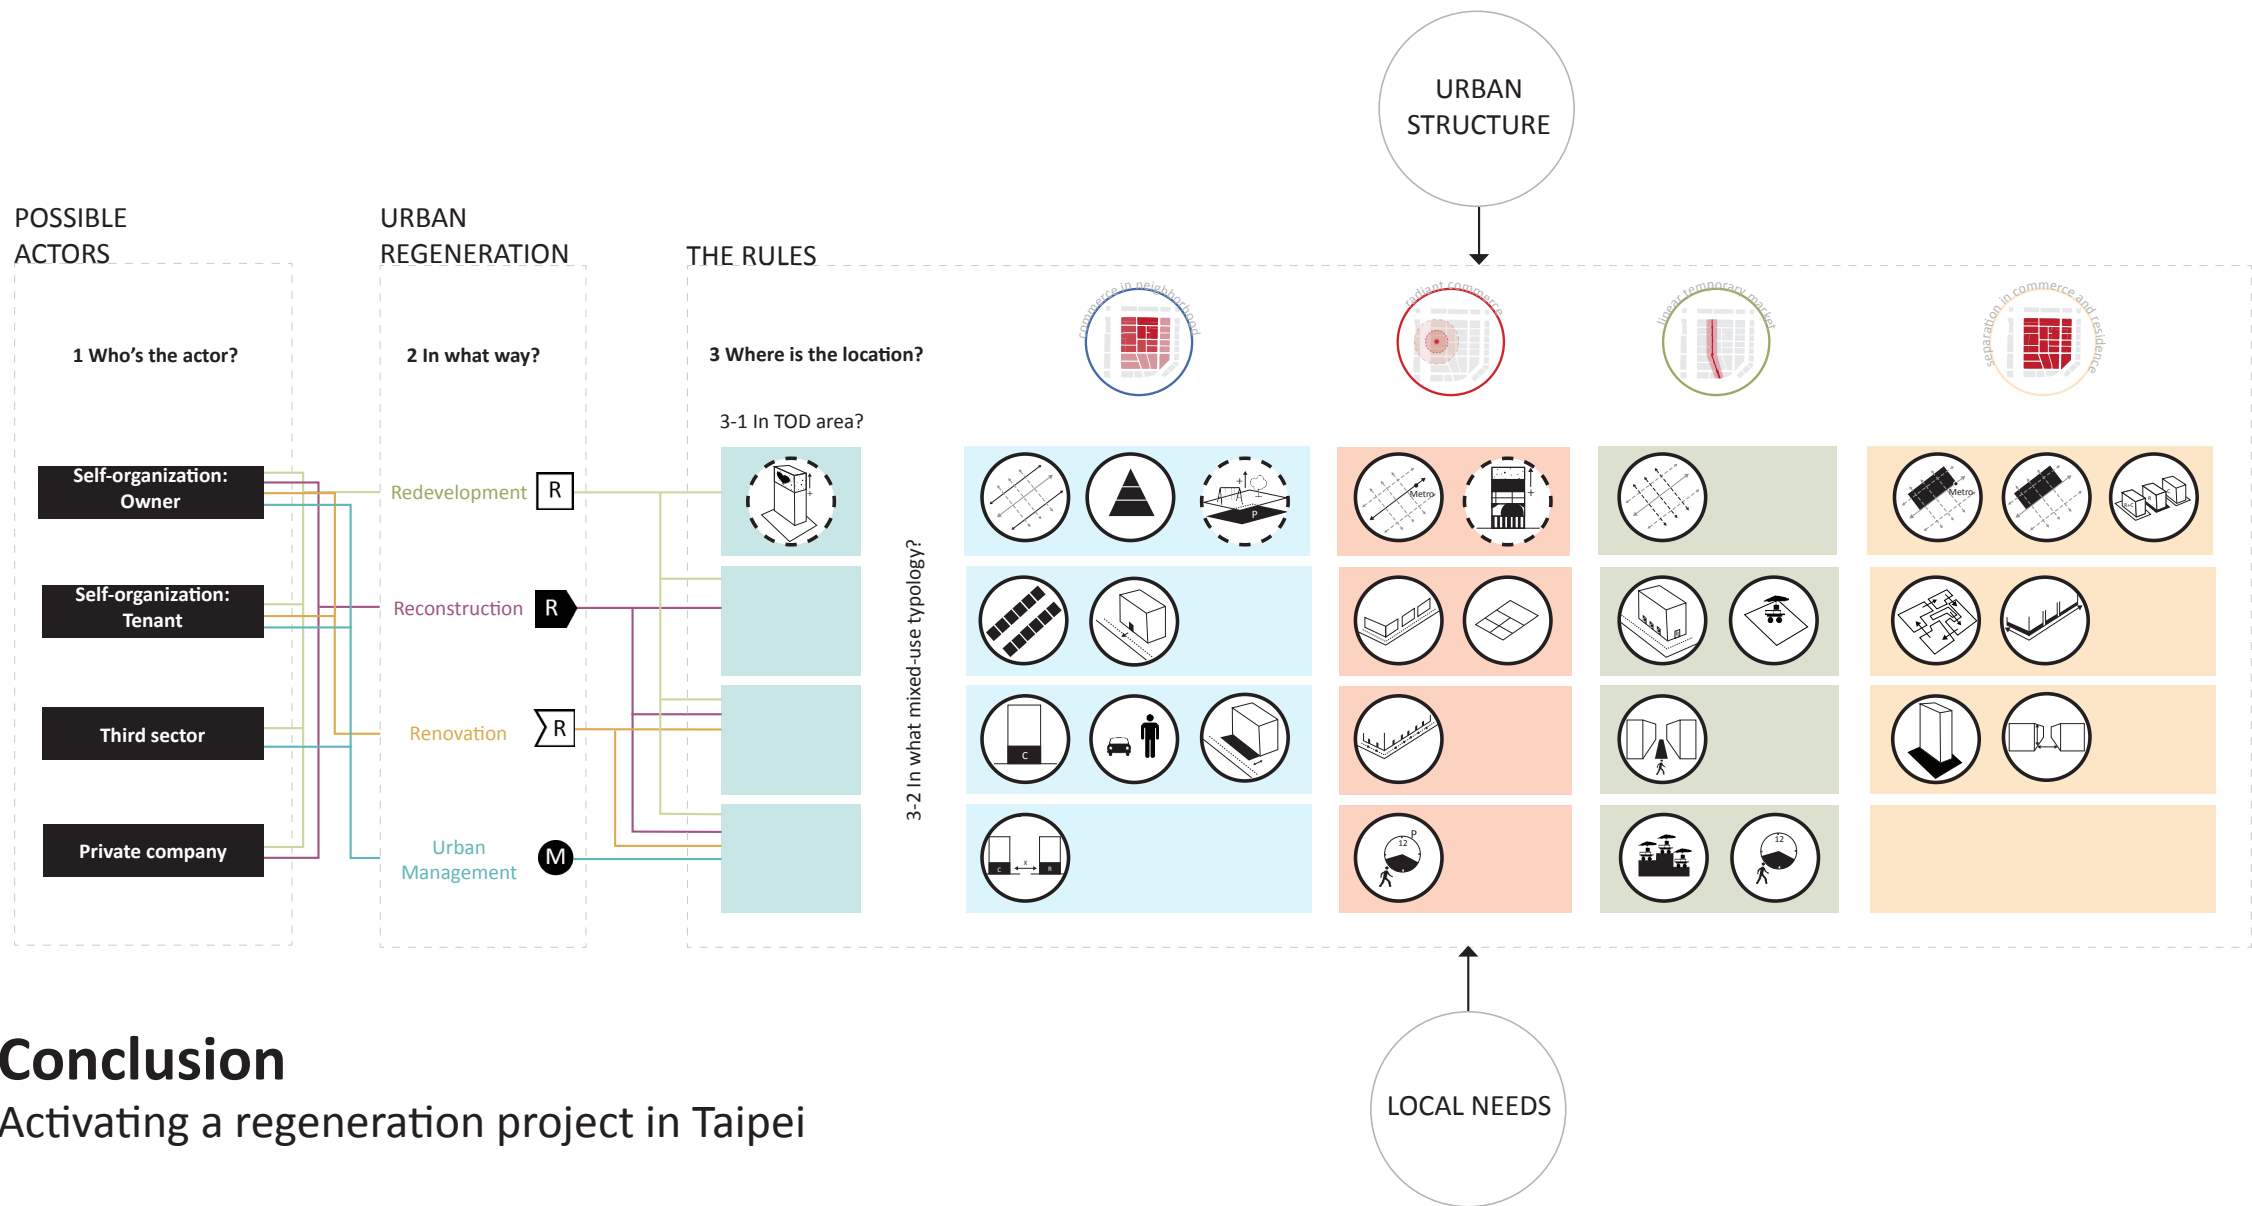 URBAN
STRUCTURE
POSSIBLE
ACTORS
URBAN
REGENERATION
THE RULES
1 Who's the actor?
2 In what way?
3 Where is the location?
commerce in neighborhood
radiant commerce
linear temporary market
separation in commerce and residence
3-1 In TOD area?
3-2 In what mixed-use typology?
Self-organization:
Owner
Redevelopment
R
+
+
P
Metro
+
Metro
R+C
R
Self-organization:
Tenant
Reconstruction
R
Third sector
Renovation
R
C
Private company
Urban
Management
M
C
X
R
12
P
12
Conclusion
Activating a regeneration project in Taipei
LOCAL NEEDS